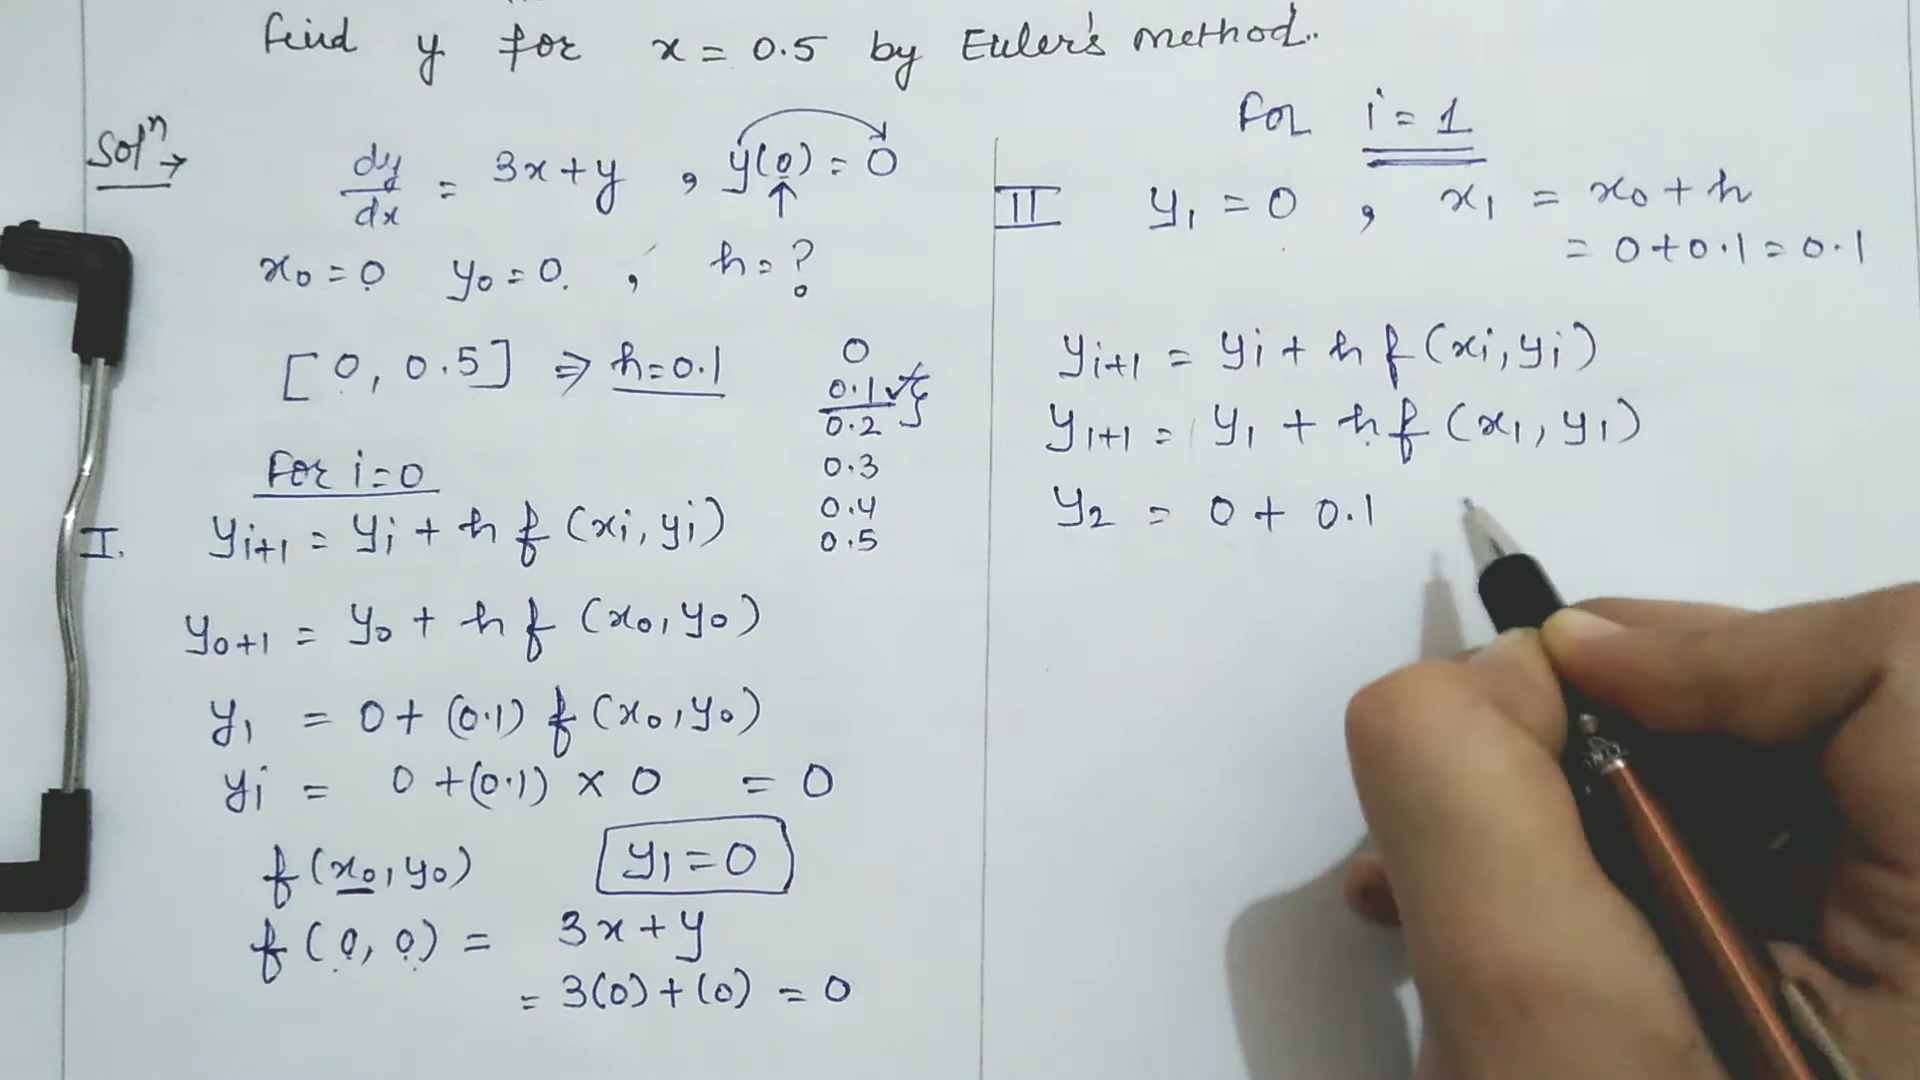 find y for x = 0.5 by Euler's method..
Solⁿ →
dy/dx = 3x+y , y(0) = 0
x₀ = 0 y₀ = 0. , h = ?
[0, 0.5] ⇒ h=0.1
0
0.1
0.2
0.3
0.4
0.5
For i=0
I. yᵢ₊₁ = yᵢ + h f (xᵢ, yᵢ)
y₀₊₁ = y₀ + h f (x₀, y₀)
y₁ = 0 + (0.1) f (x₀, y₀)
yᵢ = 0 + (0.1) × 0 = 0
f (x₀, y₀) y₁ = 0
f (0, 0) = 3x+y
= 3(0) + (0) = 0
For i = 1
II y₁ = 0 , x₁ = x₀ + h
= 0 + 0.1 = 0.1
yᵢ₊₁ = yᵢ + h f (xᵢ, yᵢ)
y₁₊₁ = y₁ + h f (x₁, y₁)
y₂ = 0 + 0.1